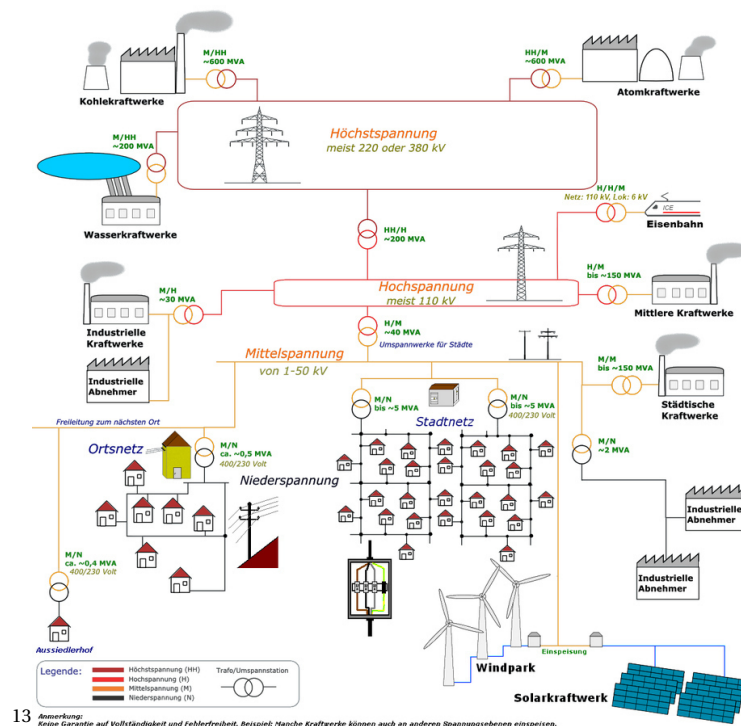 M/HH
~600 MVA
Kohlekraftwerke
HH/M
~600 MVA
Atomkraftwerke
Höchstspannung
meist 220 oder 380 kV
M/HH
~200 MVA
Wasserkraftwerke
H/H/M
Netz: 110 kV, Lok: 6 kV
ICE
Eisenbahn
HH/H
~200 MVA
M/H
~30 MVA
Industrielle
Kraftwerke
Hochspannung
meist 110 kV
H/M
bis ~150 MVA
Mittlere Kraftwerke
H/M
~40 MVA
Umspannwerke für Städte
Industrielle
Abnehmer
Mittelspannung
von 1-50 kV
M/M
bis ~150 MVA
Städtische
Kraftwerke
Freileitung zum nächsten Ort
Ortsnetz
M/N
ca. ~0,5 MVA
400/230 Volt
M/N
bis ~5 MVA
Stadtnetz
M/N
bis ~5 MVA
400/230 Volt
M/N
~2 MVA
Niederspannung
Industrielle
Abnehmer
Industrielle
Abnehmer
M/N
ca. ~0,4 MVA
400/230 Volt
Aussiedlerhof
Windpark
Einspeisung
Solarkraftwerk
Legende:
Höchstspannung (HH)
Hochspannung (H)
Mittelspannung (M)
Niederspannung (N)
Trafo/Umspannstation
13
Anmerkung:
Keine Garantie auf Vollständigkeit und Fehlerfreiheit. Beispiel: Manche Kraftwerke können auch an anderen Spannungsebenen einspeisen.